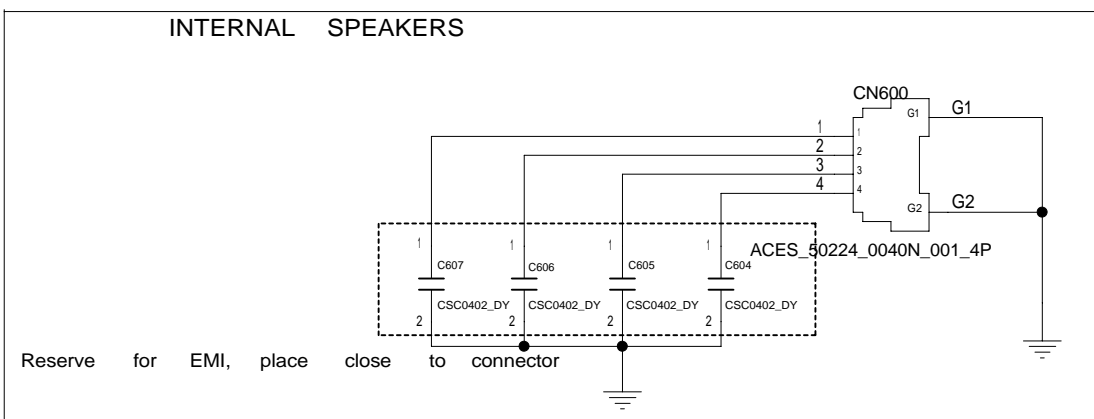 INTERNAL SPEAKERS
CN600
G1 G1
1 1
2 2
3 3
4 4
G2 G2
ACES_50224_0040N_001_4P
1 1 1 1
C607 C606 C605 C604
CSC0402_DY CSC0402_DY CSC0402_DY CSC0402_DY
2 2 2 2
Reserve for EMI, place close to connector